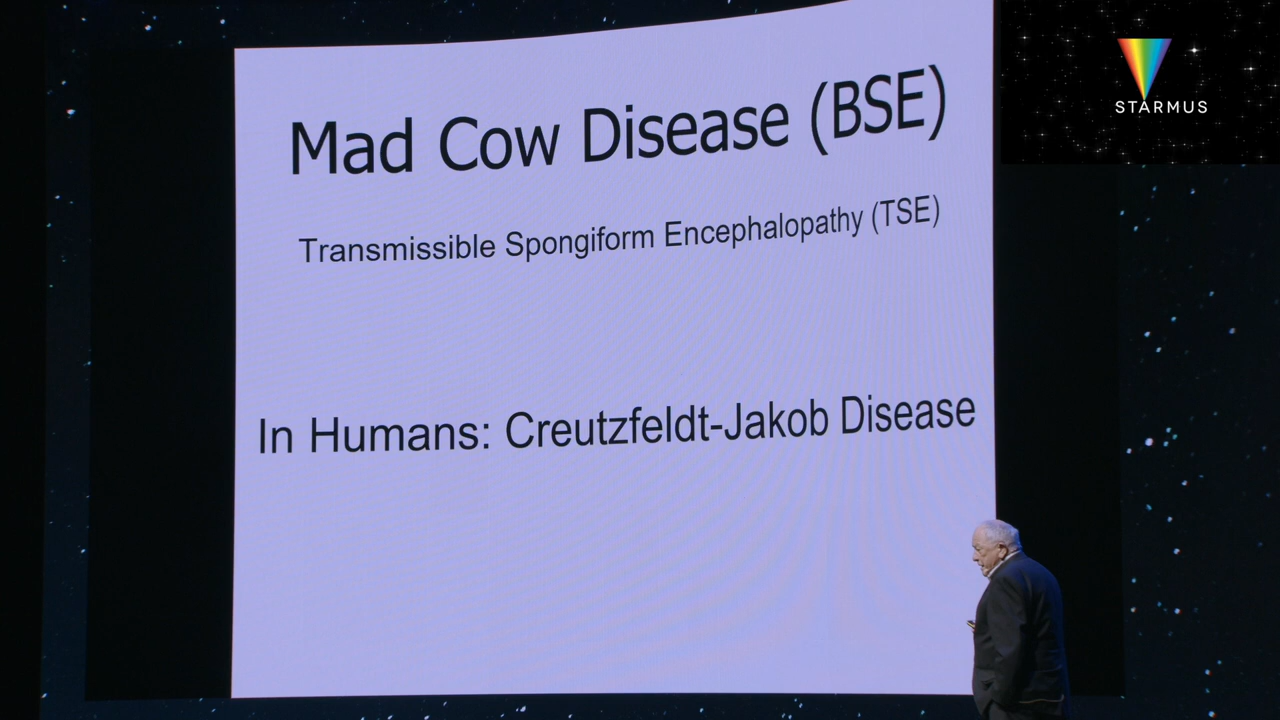 Mad Cow Disease (BSE)
Transmissible Spongiform Encephalopathy (TSE)
In Humans: Creutzfeldt-Jakob Disease
STARMUS